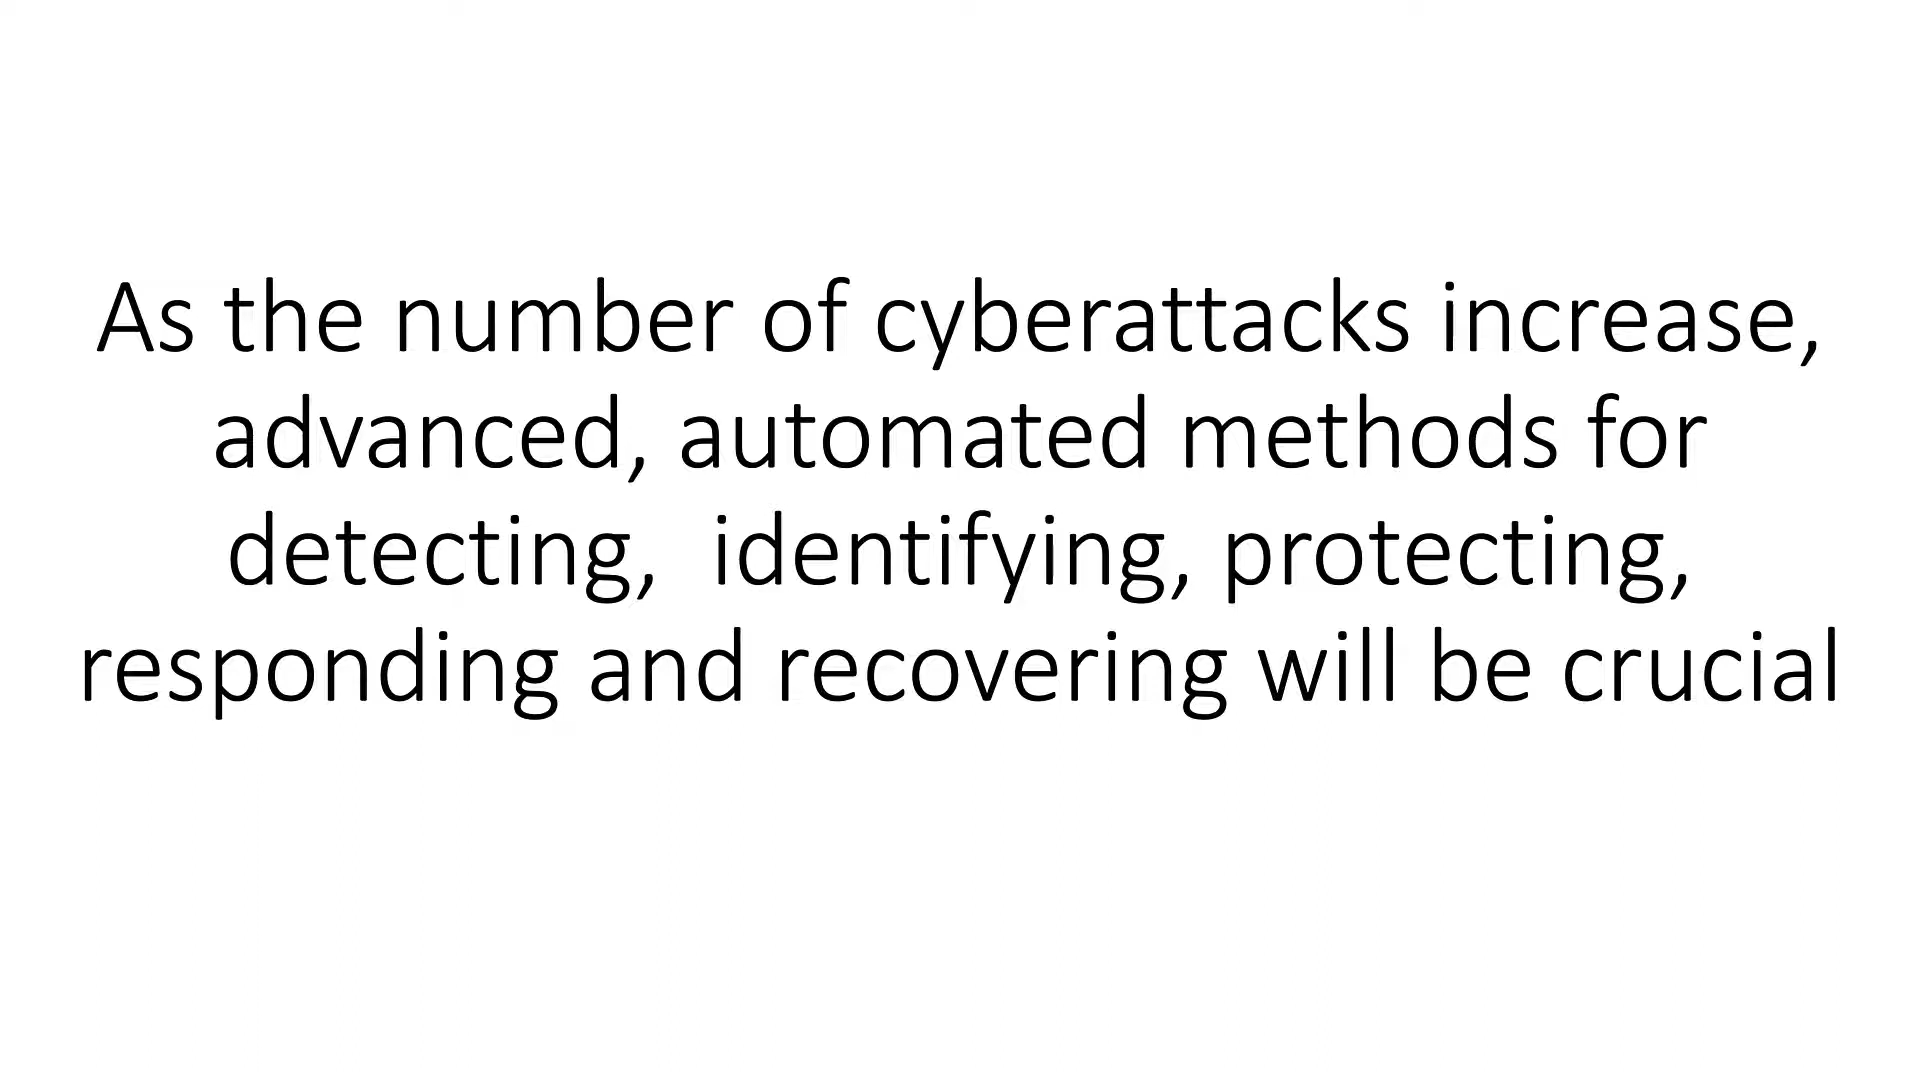 As the number of cyberattacks increase,
advanced, automated methods for
detecting,  identifying, protecting,
responding and recovering will be crucial